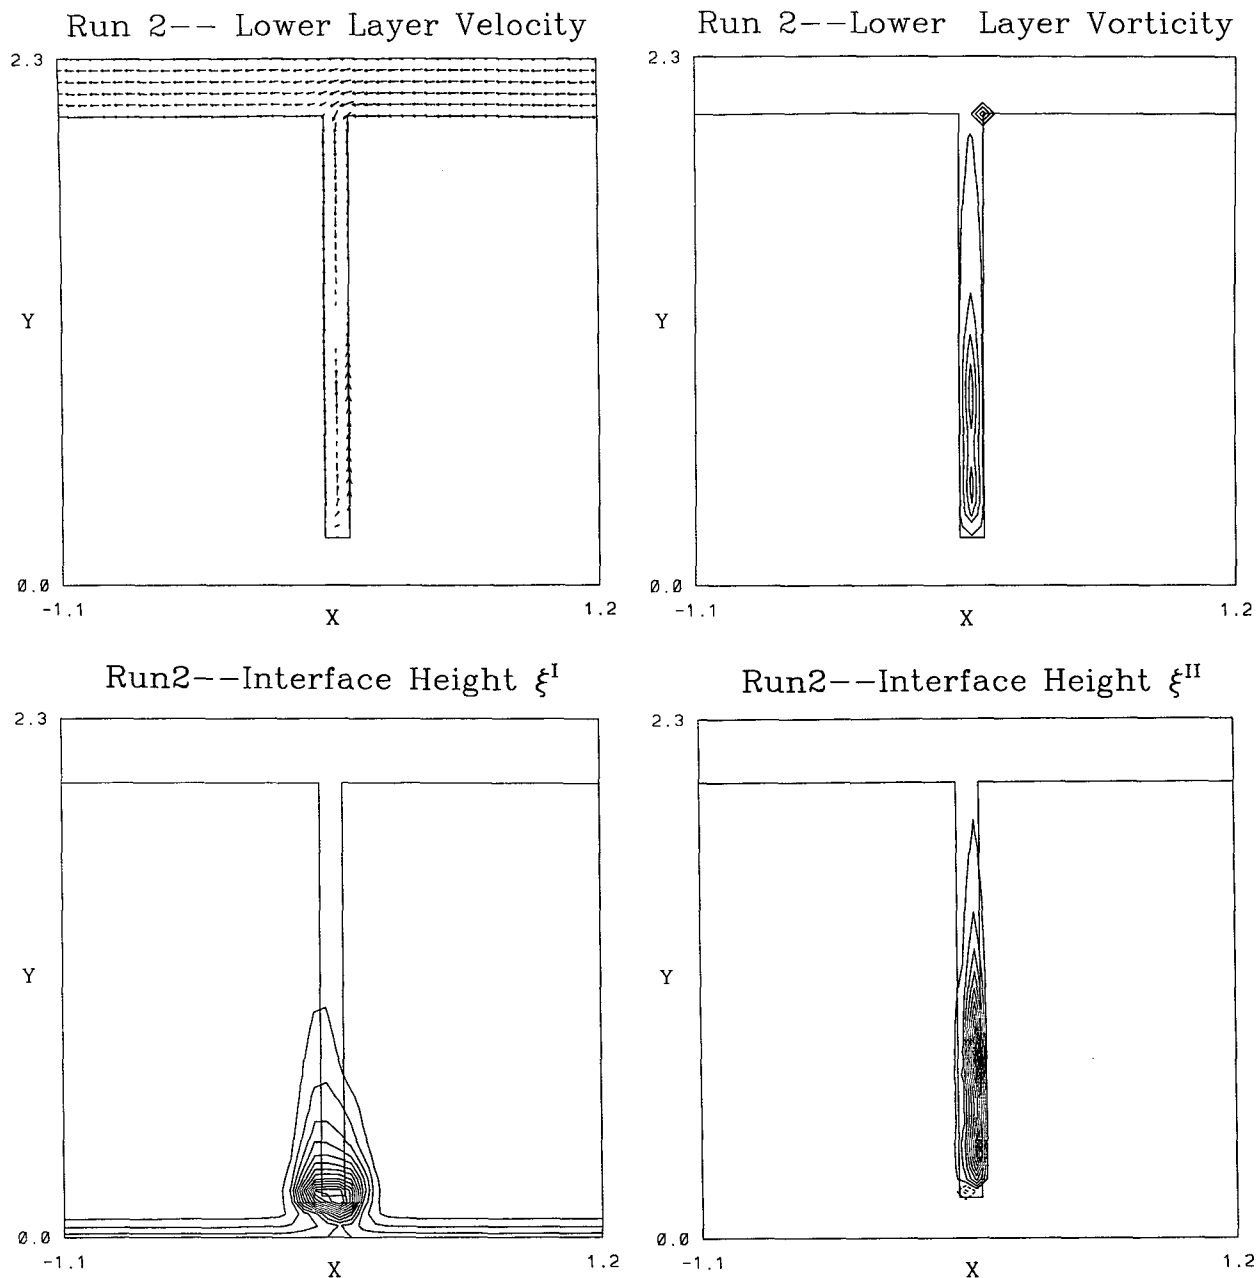 Run 2-- Lower Layer Velocity
2.3
Y
0.0
-1.1
X
1.2
Run 2--Lower Layer Vorticity
2.3
Y
0.0
-1.1
X
1.2
Run2--Interface Height ξᴵ
2.3
Y
0.0
-1.1
X
1.2
Run2--Interface Height ξᴵᴵ
2.3
Y
0.0
-1.1
X
1.2